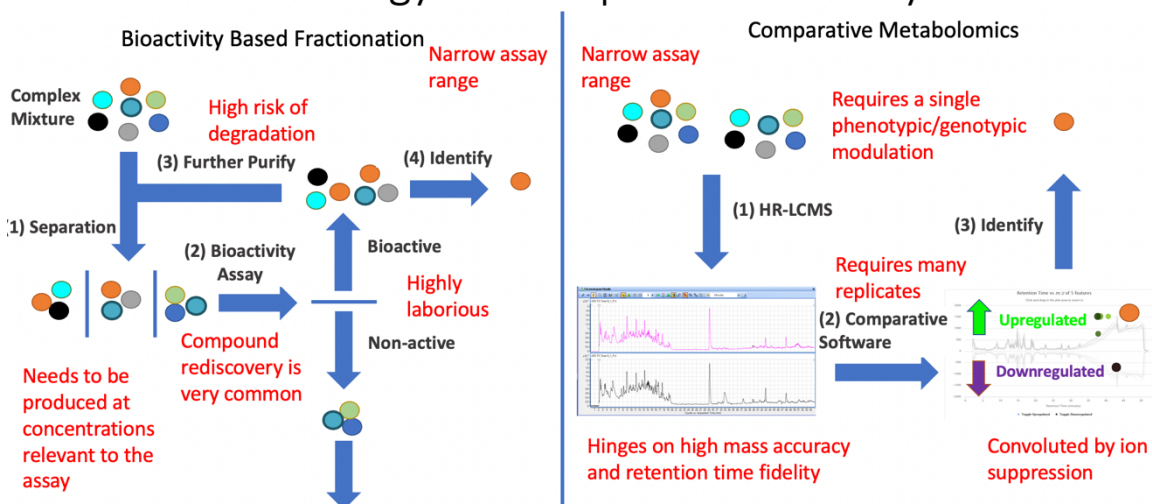 Bioactivity Based Fractionation
Narrow assay
range
Complex
Mixture
High risk of
degradation
(3) Further Purify
(4) Identify
1) Separation
(2) Bioactivity
Assay
Bioactive
Highly
laborious
Non-active
Compound
rediscovery is
very common
Needs to be
produced at
concentrations
relevant to the
assay
Comparative Metabolomics
Narrow assay
range
Requires a single
phenotypic/genotypic
modulation
(1) HR-LCMS
(3) Identify
Requires many
replicates
(2) Comparative
Software
Upregulated
Downregulated
Hinges on high mass accuracy
and retention time fidelity
Convoluted by ion
suppression